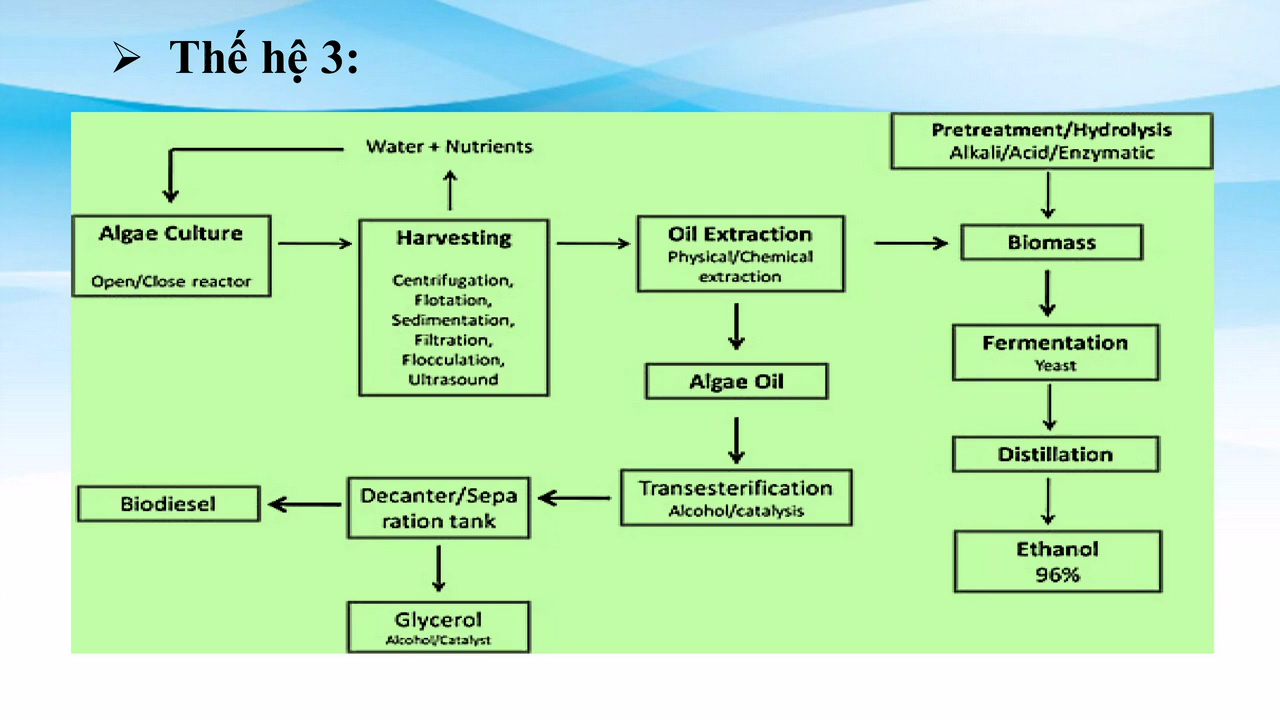 Thế hệ 3:
Water + Nutrients
Pretreatment/Hydrolysis
Alkali/Acid/Enzymatic
Algae Culture
Open/Close reactor
Harvesting
Centrifugation,
Flotation,
Sedimentation,
Filtration,
Flocculation,
Ultrasound
Oil Extraction
Physical/Chemical
extraction
Biomass
Fermentation
Yeast
Algae Oil
Distillation
Transesterification
Alcohol/catalysis
Decanter/Sepa
ration tank
Biodiesel
Ethanol
96%
Glycerol
Alcohol/Catalyst